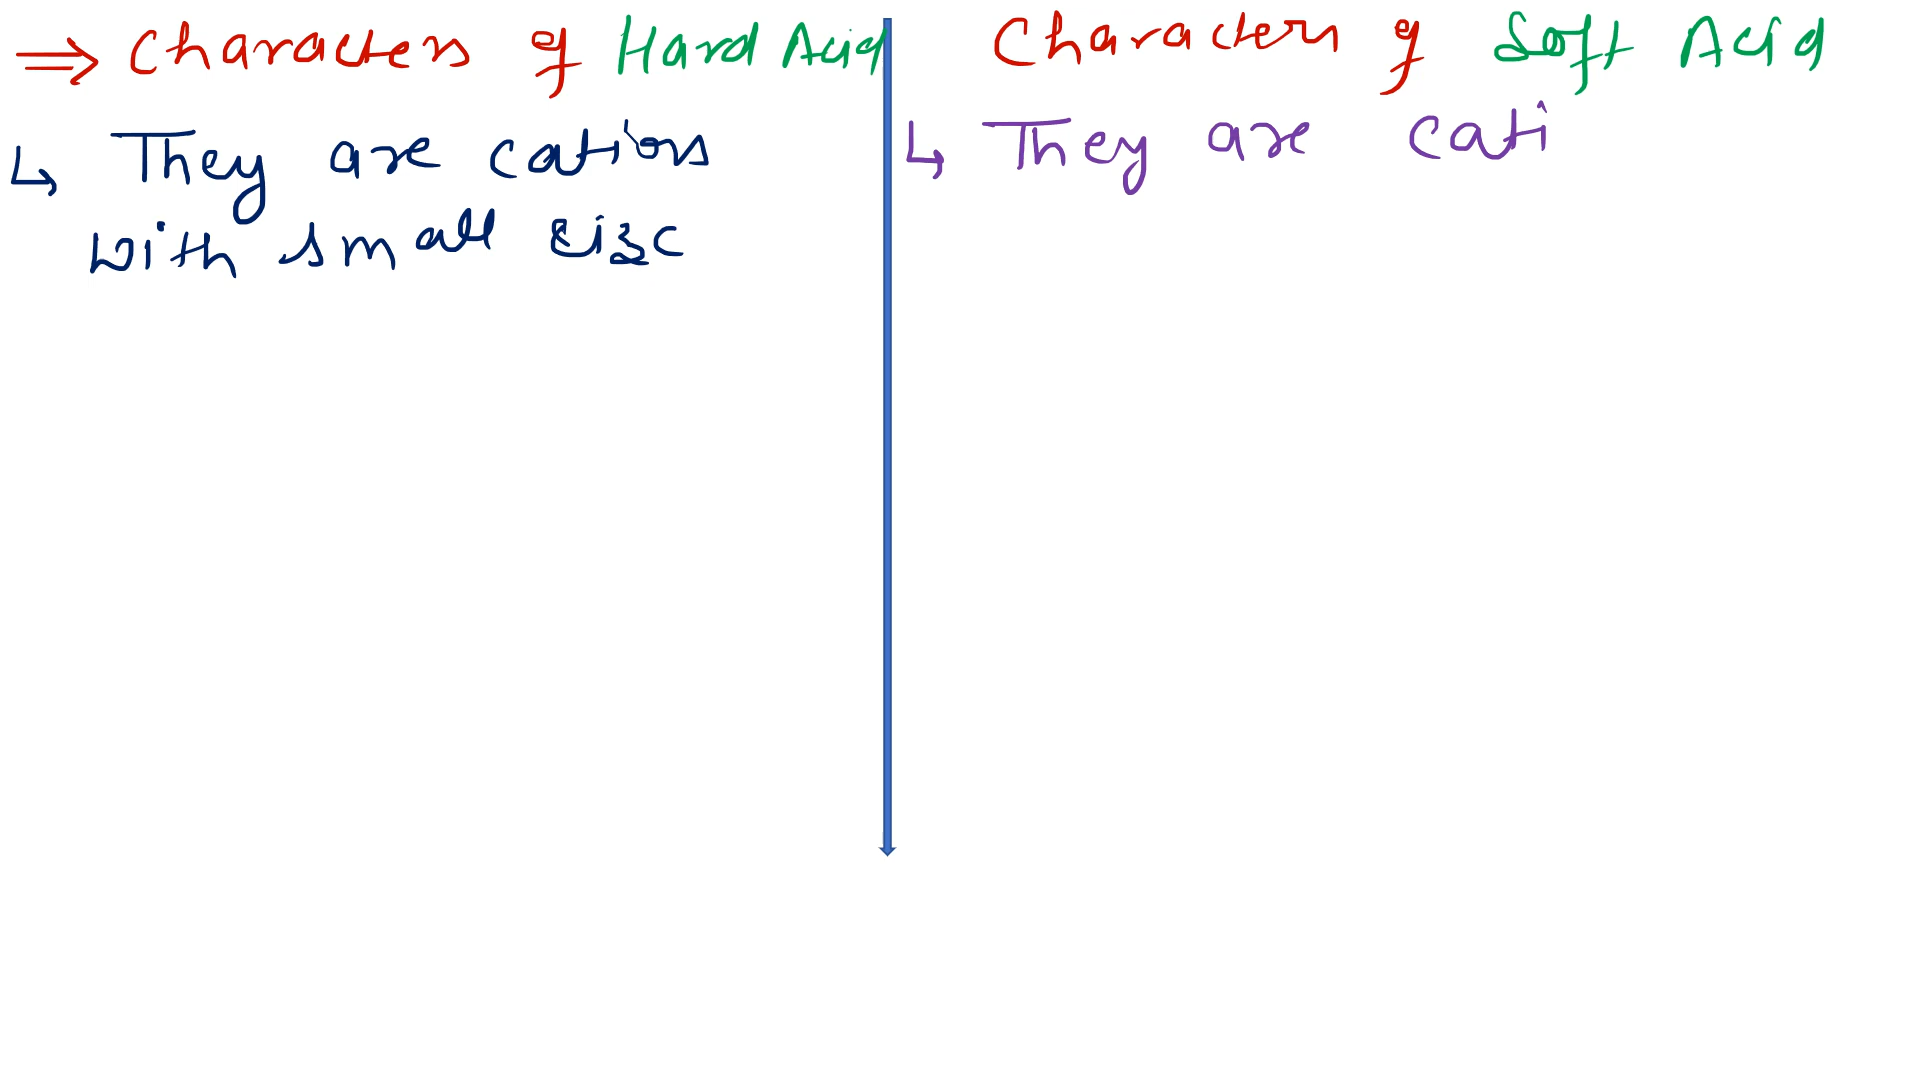 ⇒ Characters of Hard Acid
↳ They are cations
with small size
Characters of Soft Acid
↳ They are cati